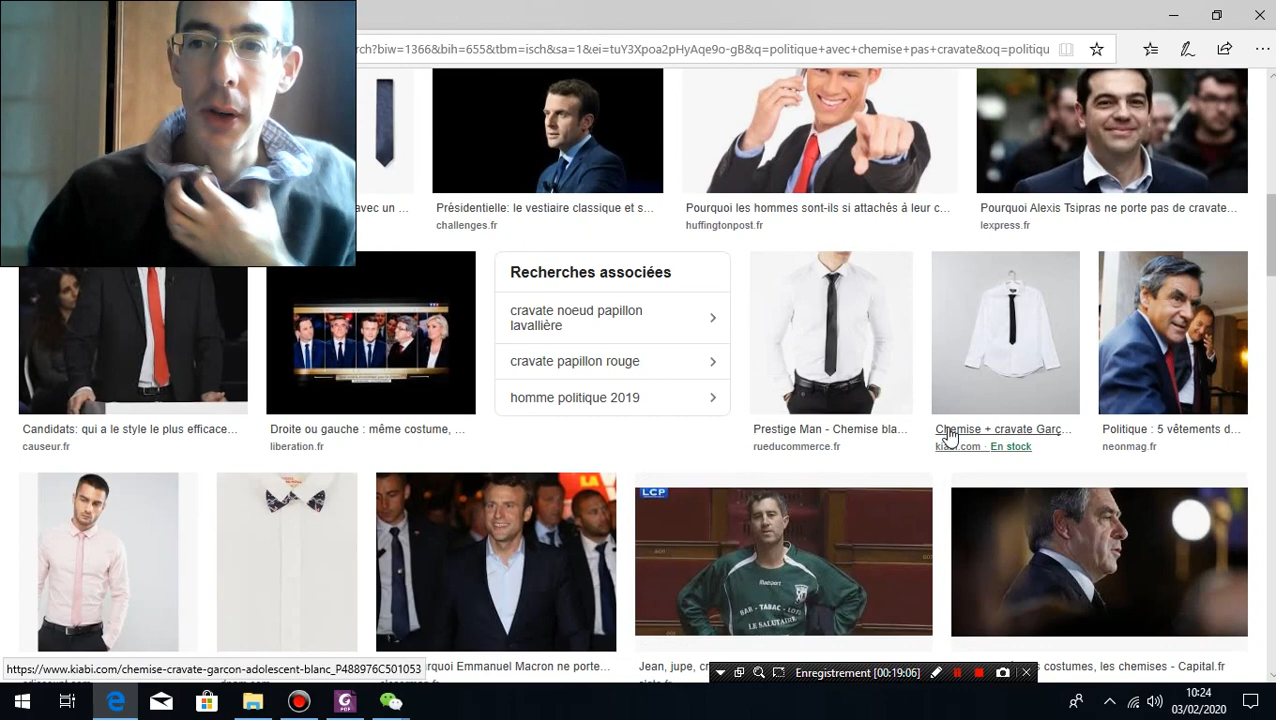 rch?biw=1366&bih=655&tbm=isch&sa=1&ei=tuY3Xpoa2pHyAqe9o-gB&q=politique+avec+chemise+pas+cravate&oq=politiqu
avec un ...
Présidentielle: le vestiaire classique et s...
challenges.fr
Pourquoi les hommes sont-ils si attachés à leur c...
huffingtonpost.fr
Pourquoi Alexis Tsipras ne porte pas de cravate...
lexpress.fr
Candidats: qui a le style le plus efficace...
causeur.fr
Droite ou gauche : même costume, ...
liberation.fr
Recherches associées
cravate noeud papillon
lavallière
cravate papillon rouge
homme politique 2019
Prestige Man - Chemise bla...
rueducommerce.fr
Chemise + cravate Garç...
kiabi.com · En stock
Politique : 5 vêtements d...
neonmag.fr
LCP
BAR - TABAC - LOTO
LE SALUTAIRE
https://www.kiabi.com/chemise-cravate-garcon-adolescent-blanc_P488976C501053
rquoi Emmanuel Macron ne porte...
Jean, jupe, cr
costumes, les chemises - Capital.fr
Enregistrement [00:19:06]
10:24
03/02/2020